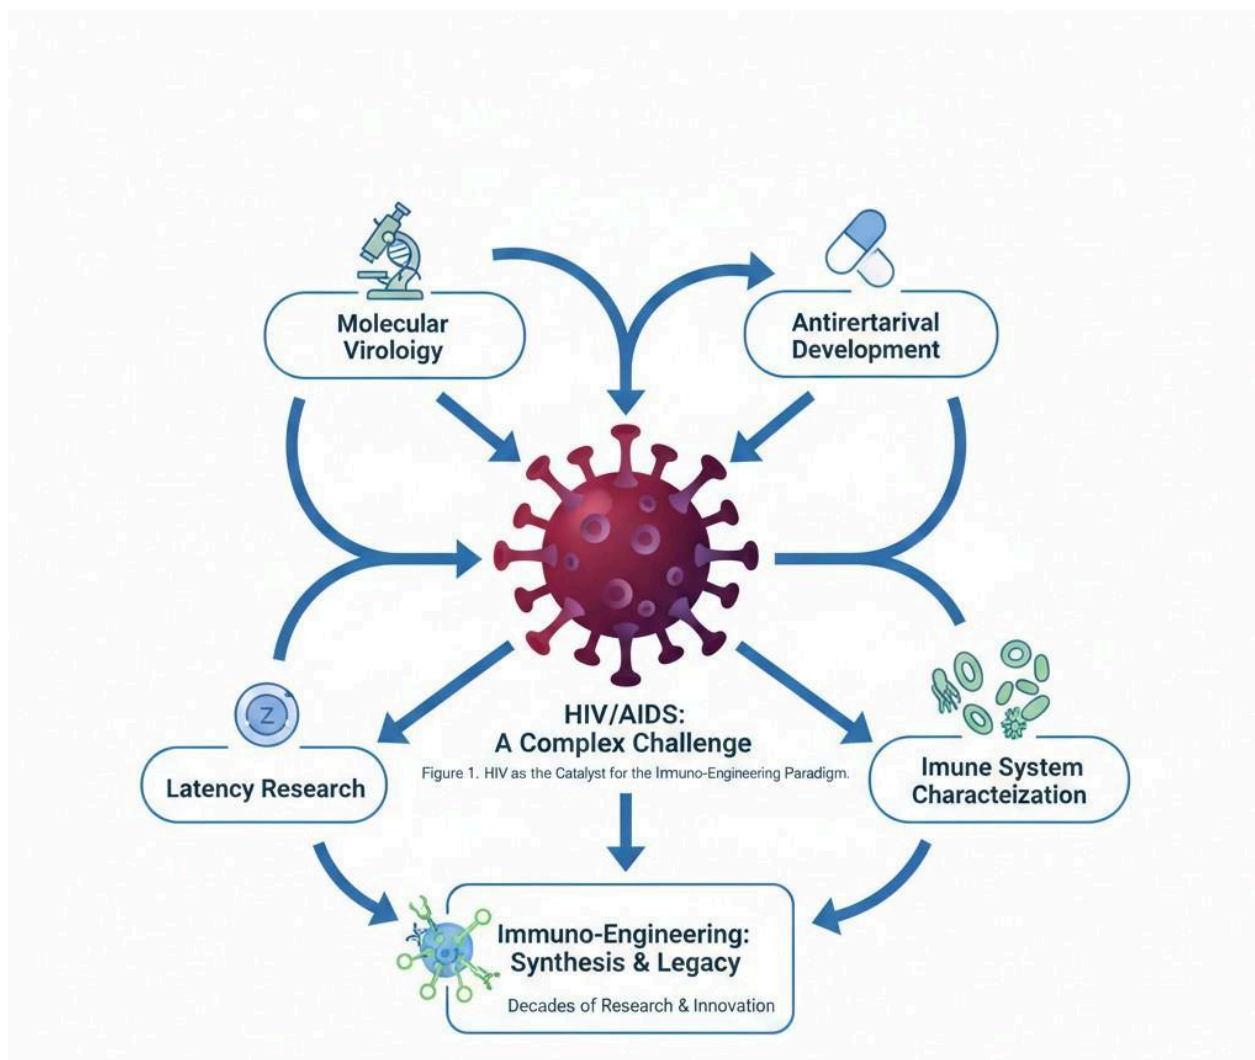 Molecular
Viroloigy
Antirertarival
Development
HIV/AIDS:
A Complex Challenge
Figure 1. HIV as the Catalyst for the Immuno-Engineering Paradigm.
Z
Latency Research
Imune System
Characteization
Immuno-Engineering:
Synthesis & Legacy
Decades of Research & Innovation